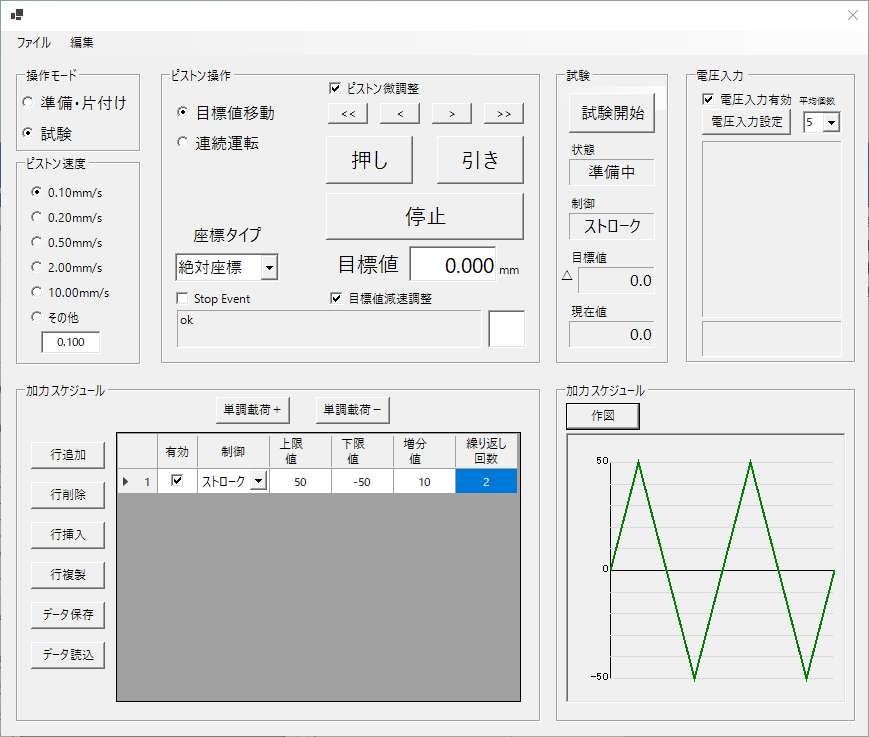 ファイル 編集
操作モード
準備・片付け
試験
ピストン速度
0.10mm/s
0.20mm/s
0.50mm/s
2.00mm/s
10.00mm/s
その他
0.100
ピストン操作
目標値移動
連続運転
ピストン微調整
<< < > >>
押し 引き
停止
座標タイプ
絶対座標
目標値 0.000 mm
Stop Event
目標値減速調整
ok
試験
試験開始
状態
準備中
制御
ストローク
目標値
△ 0.0
現在値
0.0
電圧入力
電圧入力有効 平均個数
電圧入力設定 5
加力スケジュール
単調載荷+ 単調載荷-
行追加
行削除
行挿入
行複製
データ保存
データ読込
有効 制御 上限値 下限値 増分値 繰り返し回数
1 ストローク 50 -50 10 2
加力スケジュール
作図
50
0
-50